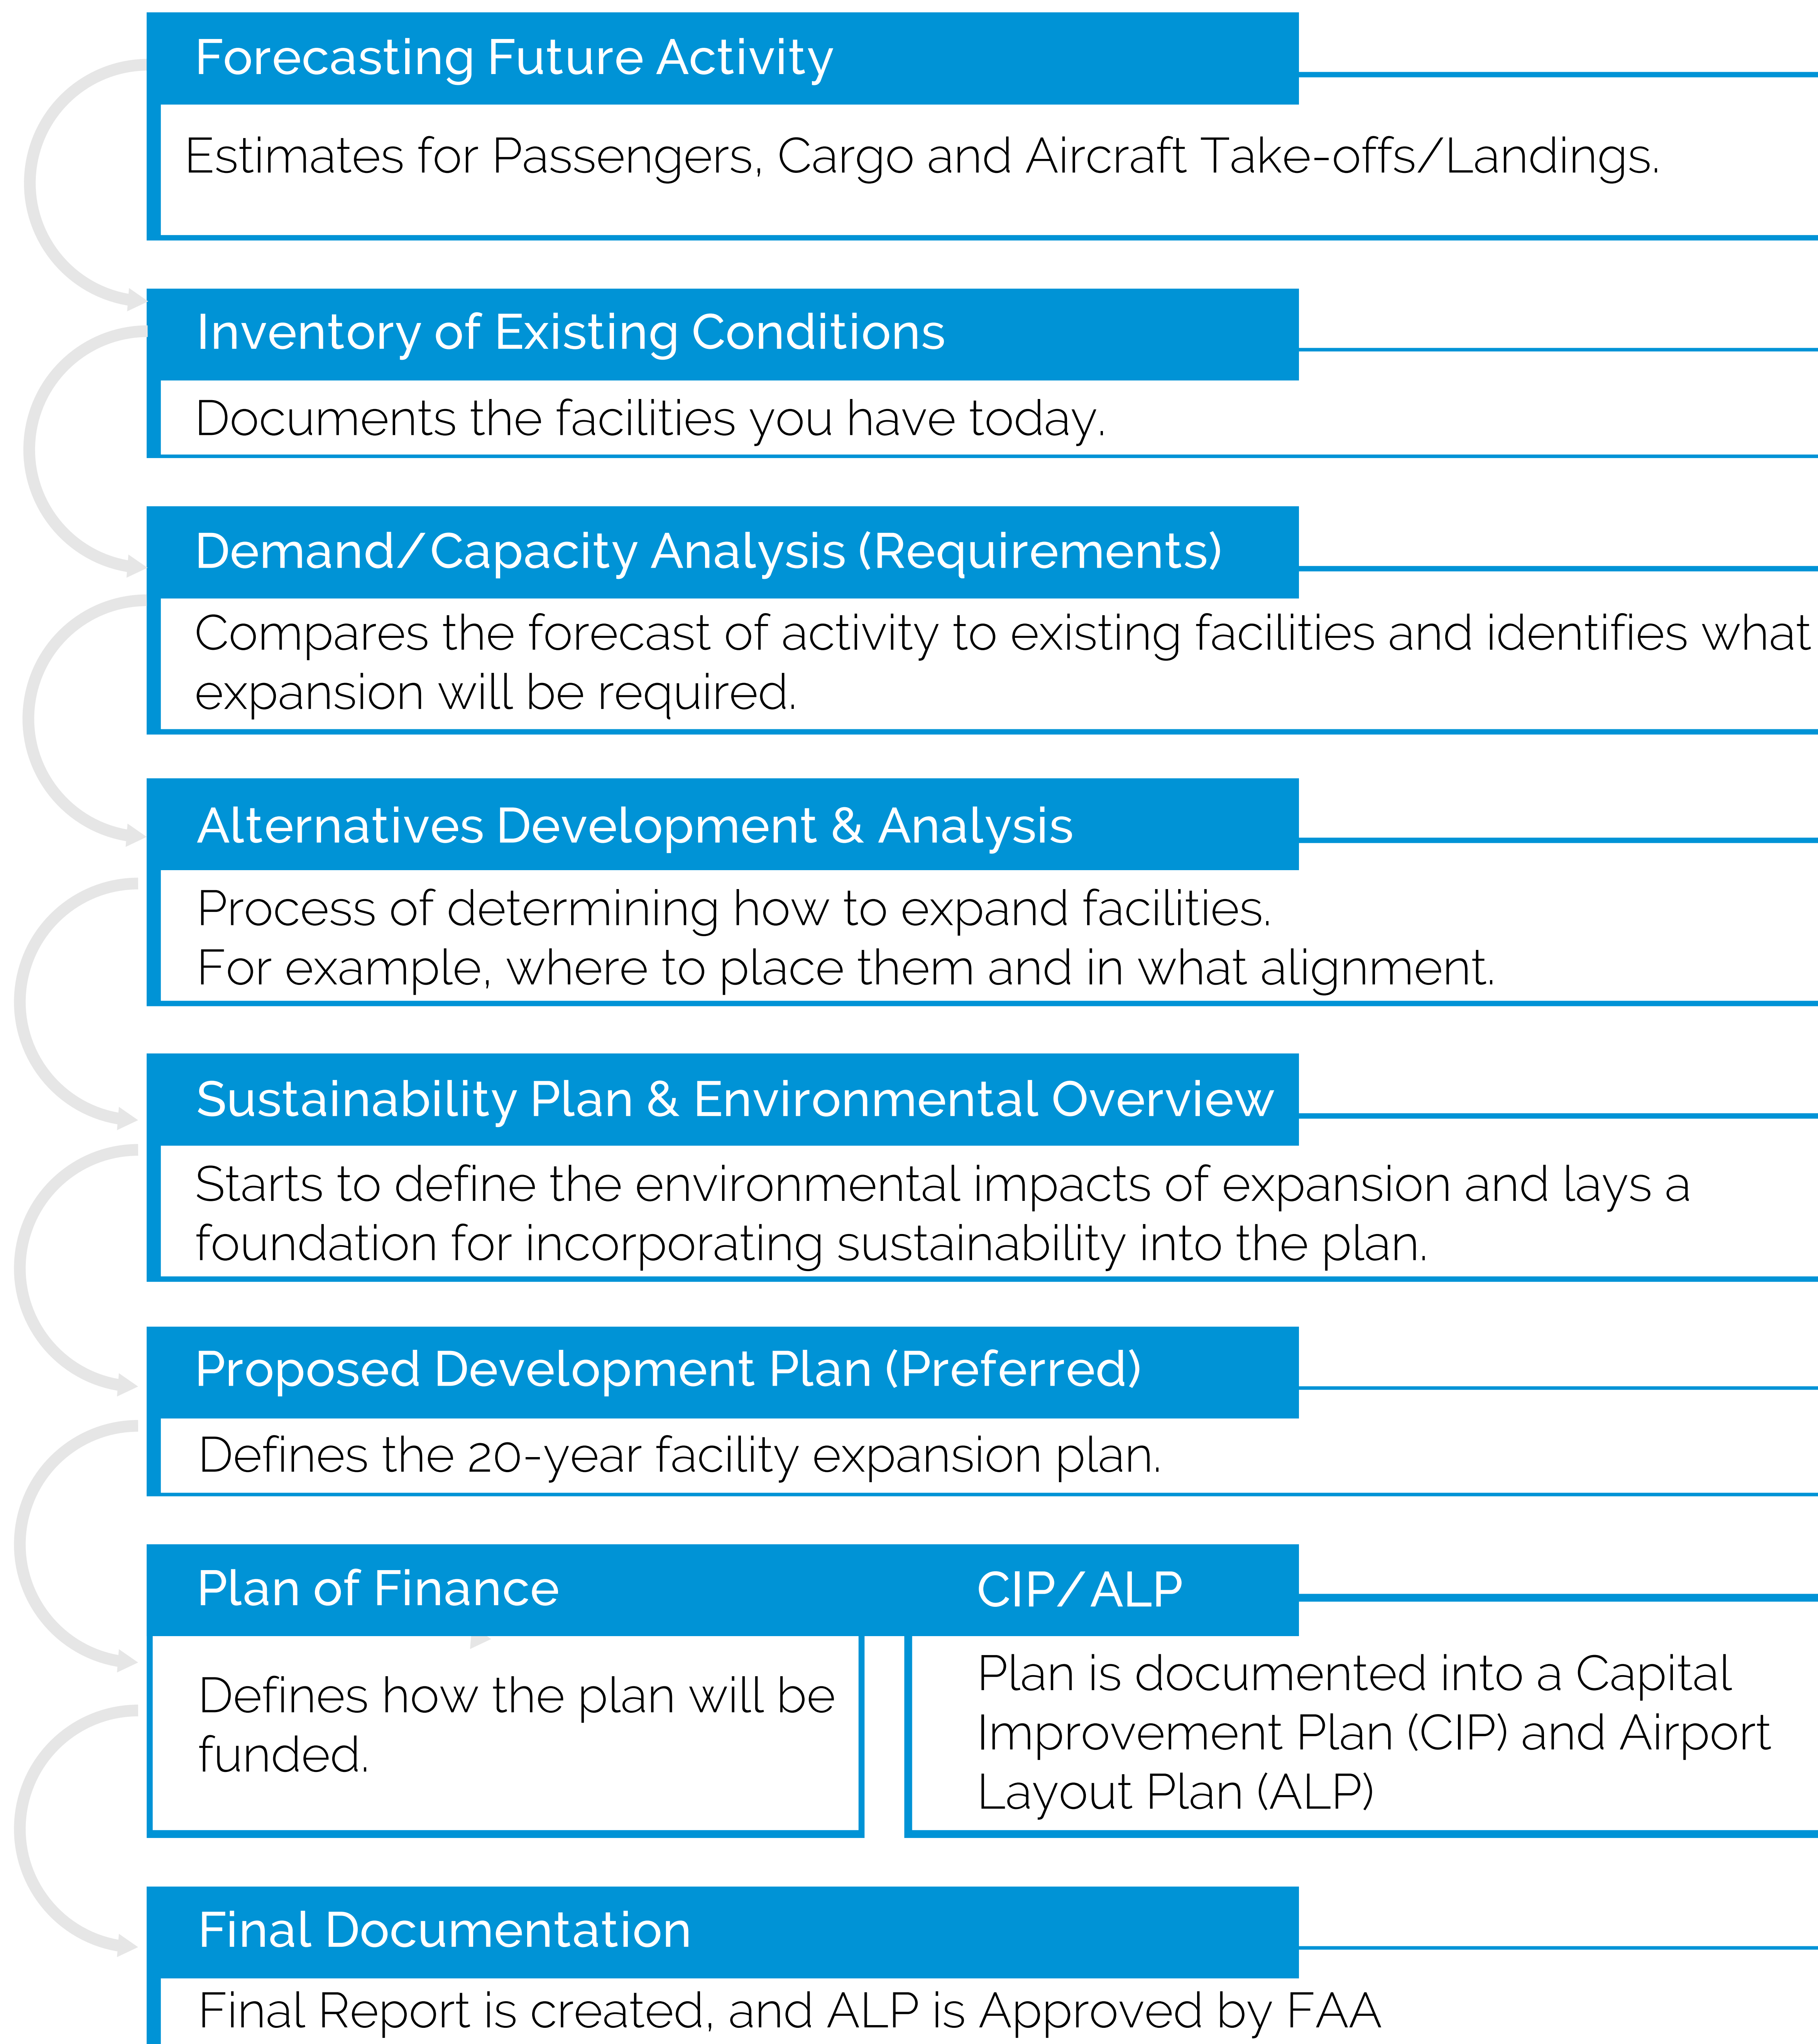 Forecasting Future Activity
Estimates for Passengers, Cargo and Aircraft Take-offs/Landings.
Inventory of Existing Conditions
Documents the facilities you have today.
Demand/Capacity Analysis (Requirements)
Compares the forecast of activity to existing facilities and identifies what
expansion will be required.
Alternatives Development & Analysis
Process of determining how to expand facilities.
For example, where to place them and in what alignment.
Sustainability Plan & Environmental Overview
Starts to define the environmental impacts of expansion and lays a
foundation for incorporating sustainability into the plan.
Proposed Development Plan (Preferred)
Defines the 20-year facility expansion plan.
Plan of Finance
Defines how the plan will be
funded.
CIP/ALP
Plan is documented into a Capital
Improvement Plan (CIP) and Airport
Layout Plan (ALP)
Final Documentation
Final Report is created, and ALP is Approved by FAA